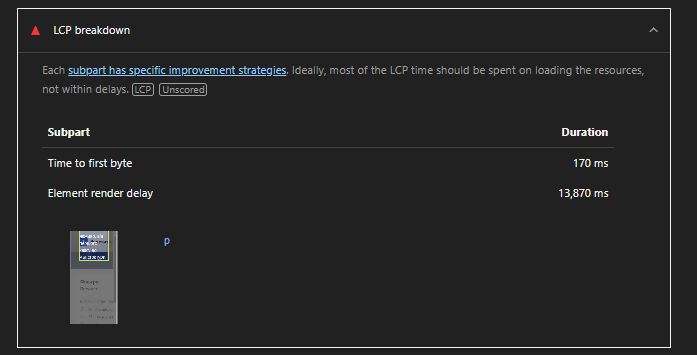 LCP breakdown
Each subpart has specific improvement strategies. Ideally, most of the LCP time should be spent on loading the resources,
not within delays. LCP Unscored
Subpart Duration
Time to first byte 170 ms
Element render delay 13,870 ms
p